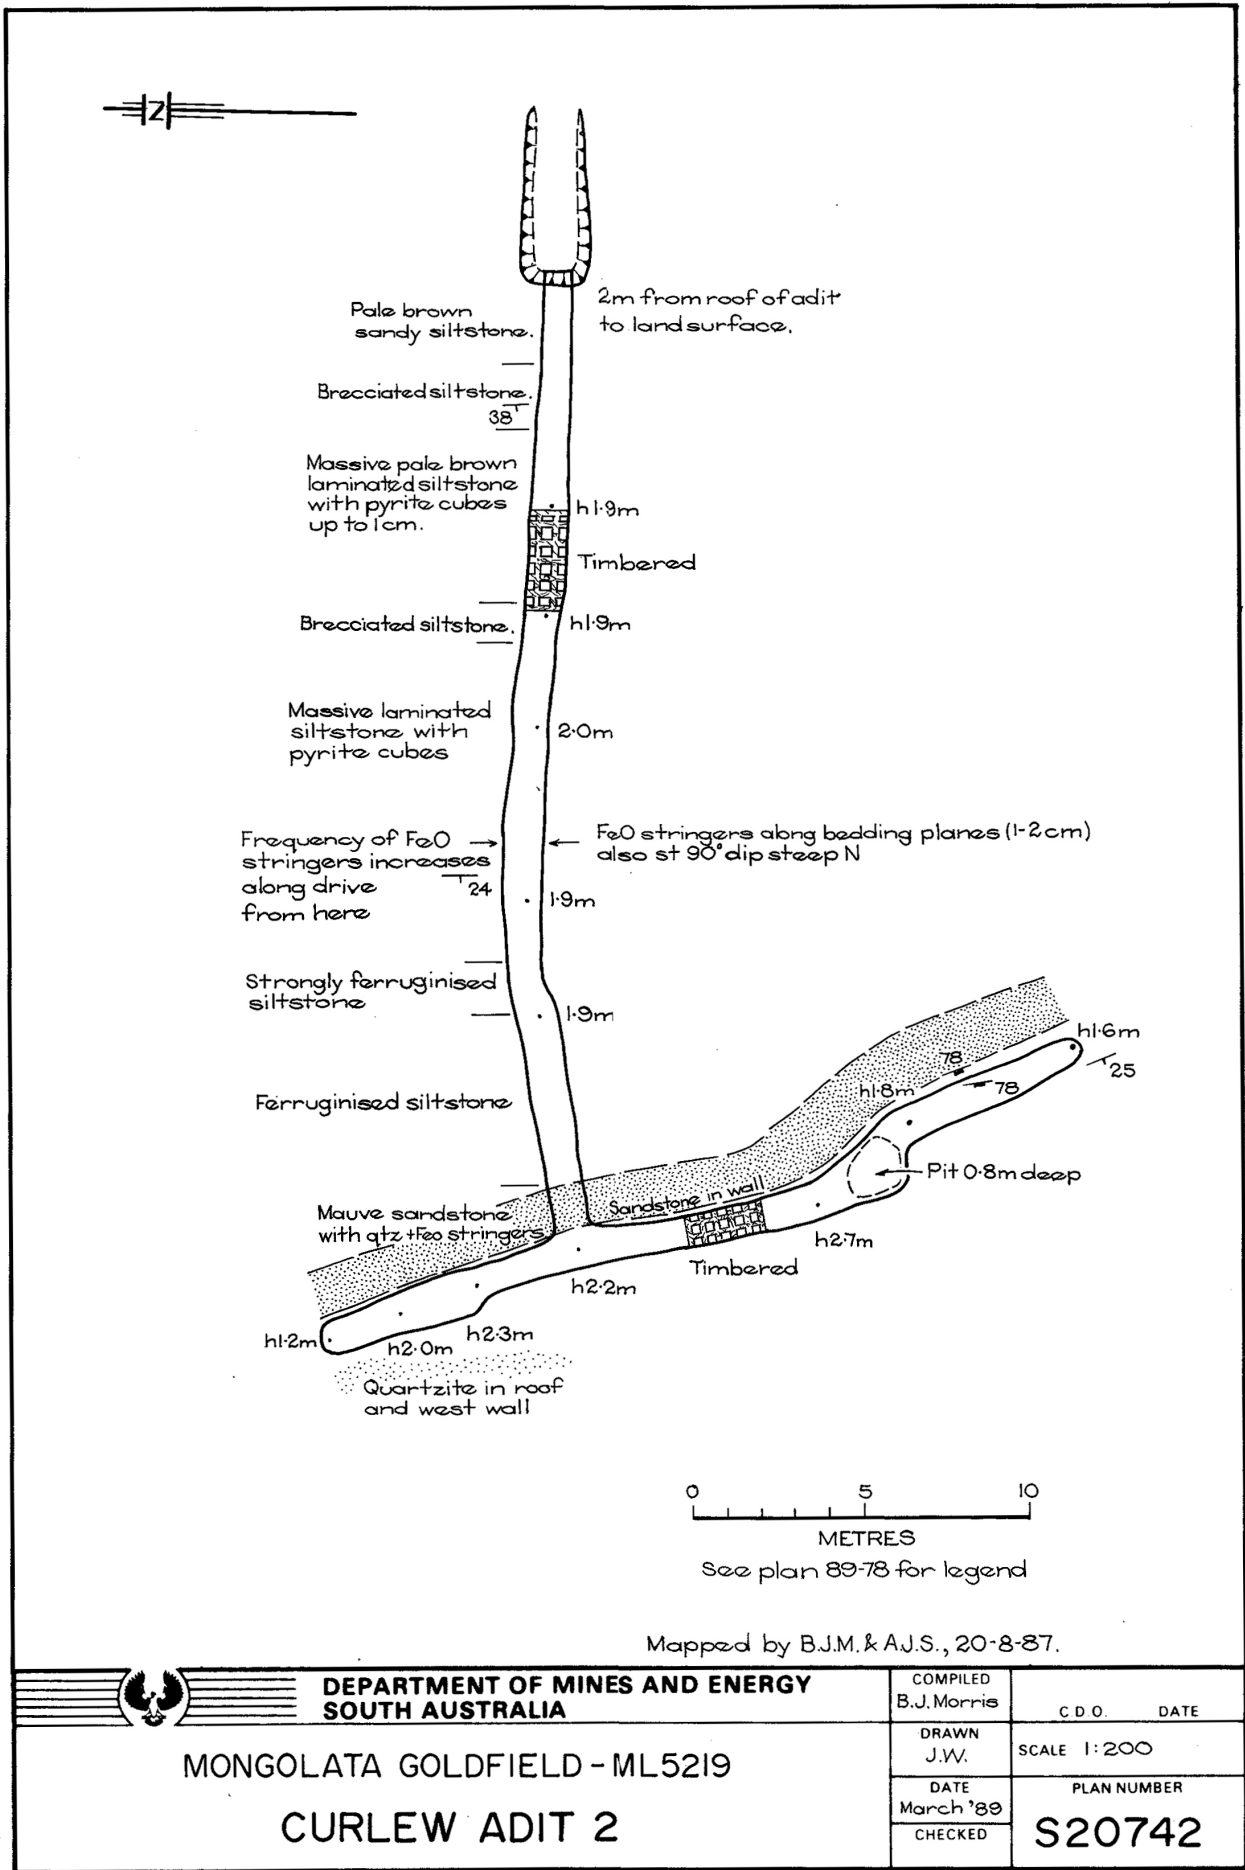 N
Pale brown
sandy siltstone.
2m from roof of adit
to land surface.
Brecciated siltstone.
38
Massive pale brown
laminated siltstone
with pyrite cubes
up to 1cm.
h1·9m
Timbered
Brecciated siltstone.
h1·9m
Massive laminated
siltstone with
pyrite cubes
2·0m
Frequency of FeO
stringers increases
along drive
from here
24
FeO stringers along bedding planes (1-2cm)
also st 90° dip steep N
1·9m
Strongly ferruginised
siltstone
1·9m
Ferruginised siltstone
h1·6m
78
25
h1·8m
78
Pit 0·8m deep
Mauve sandstone
with qtz + Feo stringers
Sandstone in wall
h2·7m
Timbered
h2·2m
h1·2m
h2·0m
h2·3m
Quartzite in roof
and west wall
0 5 10
METRES
See plan 89-78 for legend
Mapped by B.J.M. & A.J.S., 20-8-87.
DEPARTMENT OF MINES AND ENERGY
SOUTH AUSTRALIA
MONGOLATA GOLDFIELD - ML5219
CURLEW ADIT 2
COMPILED
B.J. Morris
DRAWN
J.W.
DATE
March '89
CHECKED
C.D.O. DATE
SCALE 1:200
PLAN NUMBER
S20742